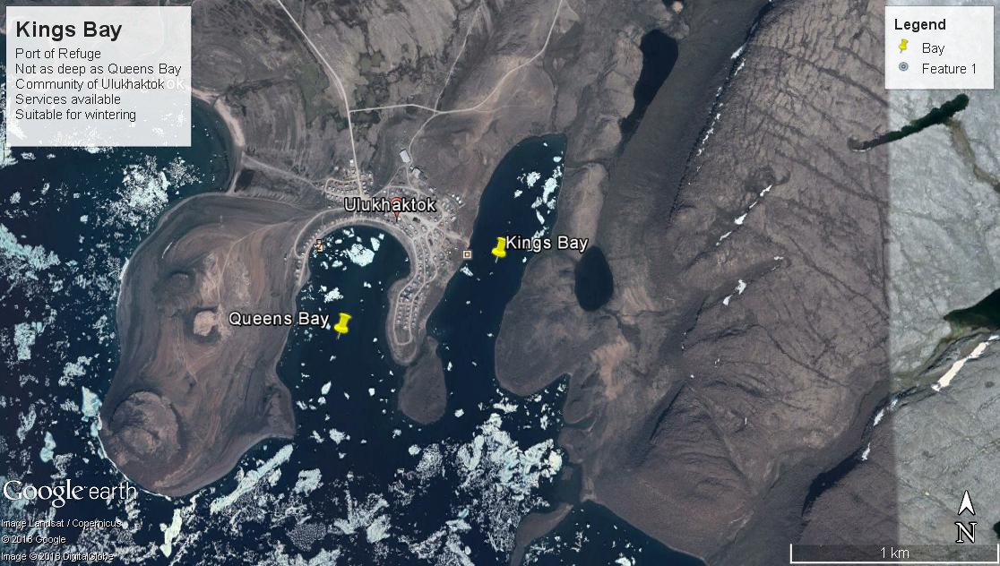 Kings Bay
Port of Refuge
Not as deep as Queens Bay
Community of Ulukhaktok
Services available
Suitable for wintering
Legend
Bay
Feature 1
Ulukhaktok
Kings Bay
Queens Bay
Google earth
Image Landsat / Copernicus
© 2018 Google
Image © 2018 DigitalGlobe
N
1 km